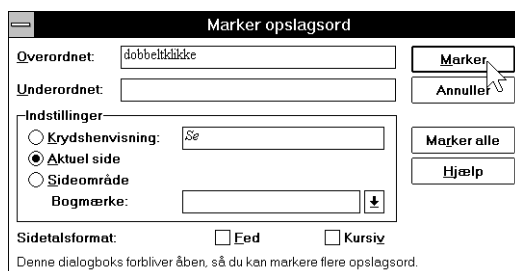 Marker opslagsord
Overordnet: dobbeltklikke Marker
Underordnet: Annuller
Indstillinger
Krydshenvisning: Se Marker alle
Aktuel side
Sideområde Hjælp
Bogmærke:
Sidetalsformat: Fed Kursiv
Denne dialogboks forbliver åben, så du kan markere flere opslagsord.